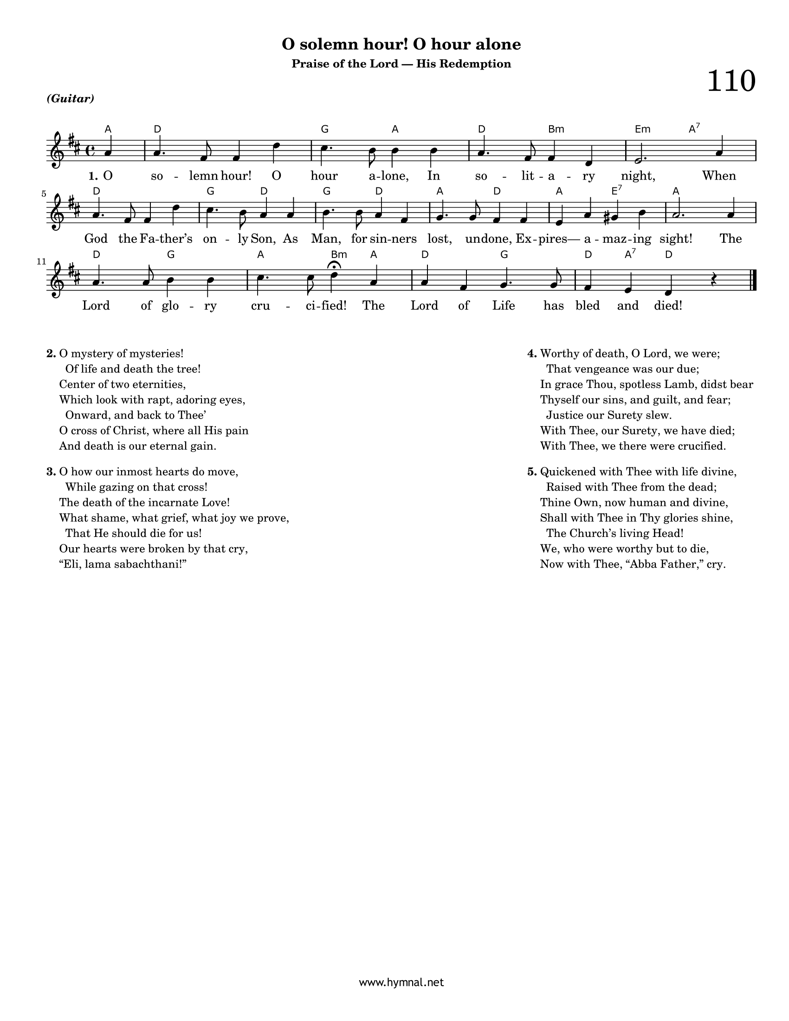 O solemn hour! O hour alone
Praise of the Lord — His Redemption
110
(Guitar)
A D G A D Bm Em A7
1. O so - lemn hour! O hour a-lone, In so - lit - a - ry night, When
5
D G D G D A D A E7 A
God the Fa-ther’s on - ly Son, As Man, for sin-ners lost, undone, Ex-pires— a - maz-ing sight! The
11
D G A Bm A D G D A7 D
Lord of glo - ry cru - ci-fied! The Lord of Life has bled and died!
2. O mystery of mysteries!
Of life and death the tree!
Center of two eternities,
Which look with rapt, adoring eyes,
Onward, and back to Thee’
O cross of Christ, where all His pain
And death is our eternal gain.
3. O how our inmost hearts do move,
While gazing on that cross!
The death of the incarnate Love!
What shame, what grief, what joy we prove,
That He should die for us!
Our hearts were broken by that cry,
“Eli, lama sabachthani!”
4. Worthy of death, O Lord, we were;
That vengeance was our due;
In grace Thou, spotless Lamb, didst bear
Thyself our sins, and guilt, and fear;
Justice our Surety slew.
With Thee, our Surety, we have died;
With Thee, we there were crucified.
5. Quickened with Thee with life divine,
Raised with Thee from the dead;
Thine Own, now human and divine,
Shall with Thee in Thy glories shine,
The Church’s living Head!
We, who were worthy but to die,
Now with Thee, “Abba Father,” cry.
www.hymnal.net